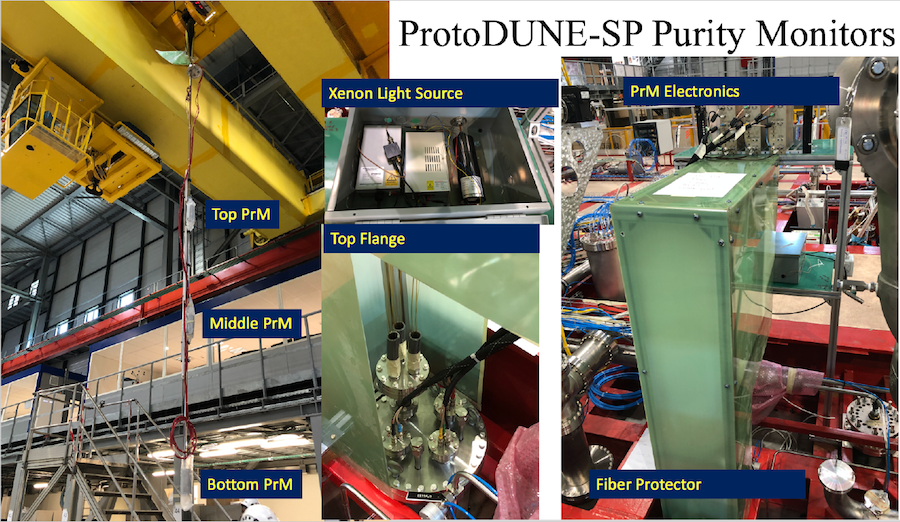 ProtoDUNE-SP Purity Monitors
Xenon Light Source
PrM Electronics
Top PrM
Top Flange
Middle PrM
Bottom PrM
Fiber Protector